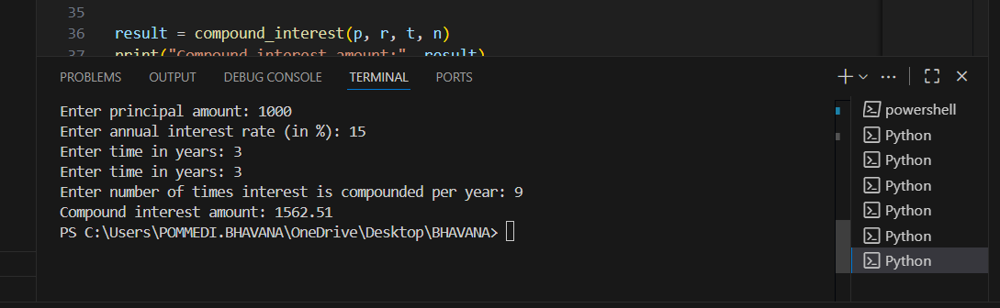 35
36 result = compound_interest(p, r, t, n)
37 print("Compound interest amount:", result)
PROBLEMS OUTPUT DEBUG CONSOLE TERMINAL PORTS
Enter principal amount: 1000
Enter annual interest rate (in %): 15
Enter time in years: 3
Enter time in years: 3
Enter number of times interest is compounded per year: 9
Compound interest amount: 1562.51
PS C:\Users\POMMEDI.BHAVANA\OneDrive\Desktop\BHAVANA>
powershell
Python
Python
Python
Python
Python
Python